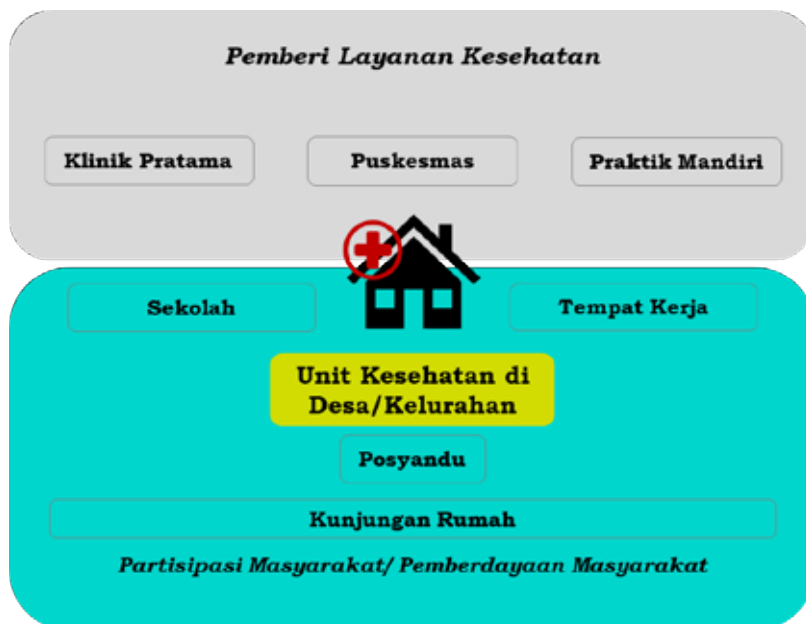 Pemberi Layanan Kesehatan
Klinik Pratama
Puskesmas
Praktik Mandiri
Sekolah
Tempat Kerja
Unit Kesehatan di
Desa/Kelurahan
Posyandu
Kunjungan Rumah
Partisipasi Masyarakat/ Pemberdayaan Masyarakat